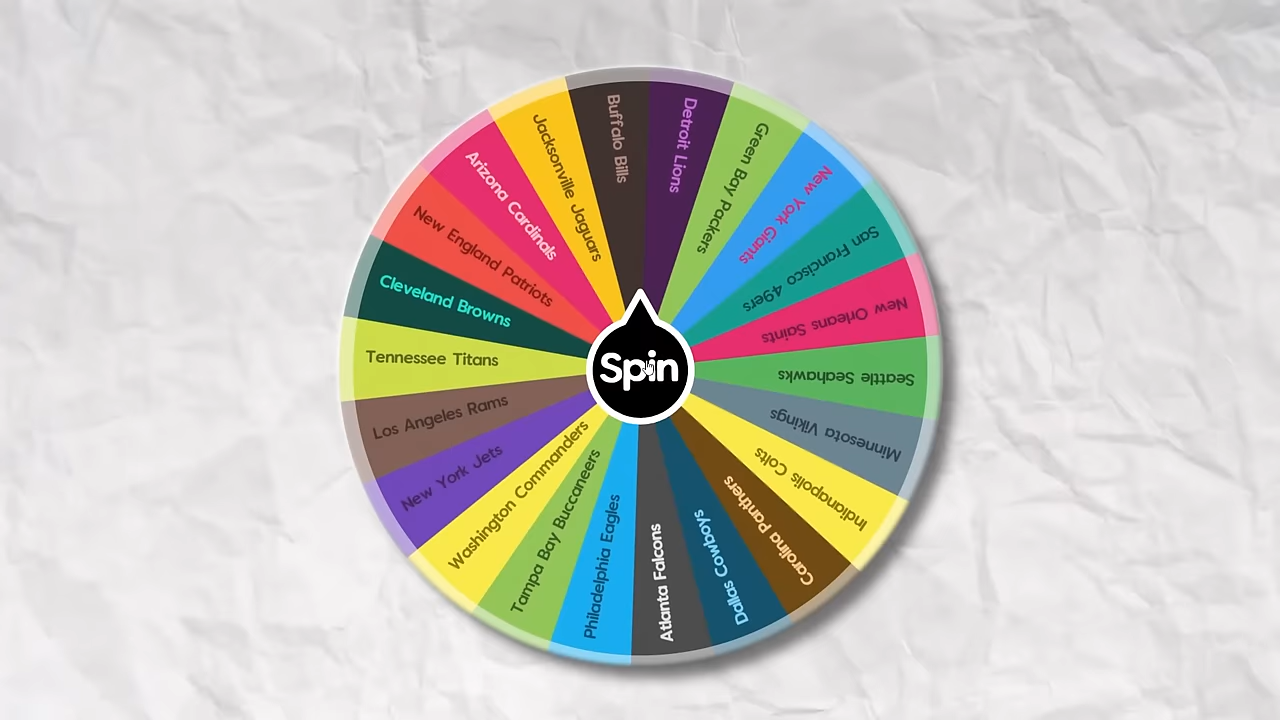 Buffalo Bills
Detroit Lions
Green Bay Packers
New York Giants
San Francisco 49ers
New Orleans Saints
Seattle Seahawks
Minnesota Vikings
Indianapolis Colts
Carolina Panthers
Dallas Cowboys
Atlanta Falcons
Philadelphia Eagles
Tampa Bay Buccaneers
Washington Commanders
New York Jets
Los Angeles Rams
Tennessee Titans
Cleveland Browns
New England Patriots
Arizona Cardinals
Jacksonville Jaguars
Spin